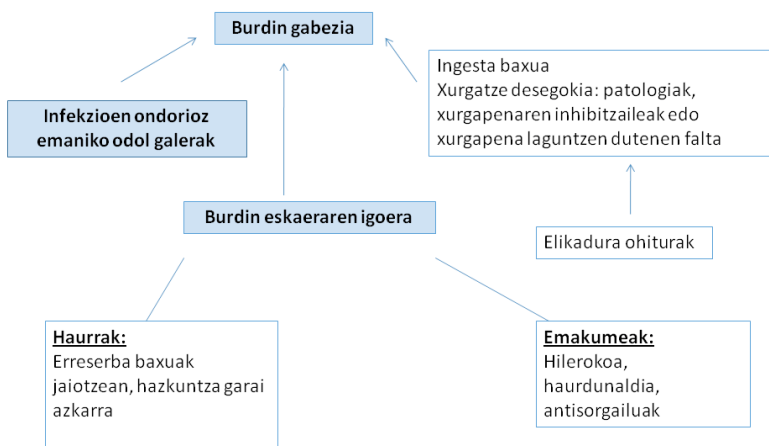 Burdin gabezia
Ingesta baxua
Xurgatze desegokia: patologiak,
xurgapenaren inhibitzaileak edo
xurgapena laguntzen dutenen falta
Infekzioen ondorioz
emaniko odol galerak
Burdin eskaeraren igoera
Elikadura ohiturak
Haurrak:
Erreserba baxuak
jaiotzean, hazkuntza garai
azkarra
Emakumeak:
Hilerokoa,
haurdunaldia,
antisorgailuak